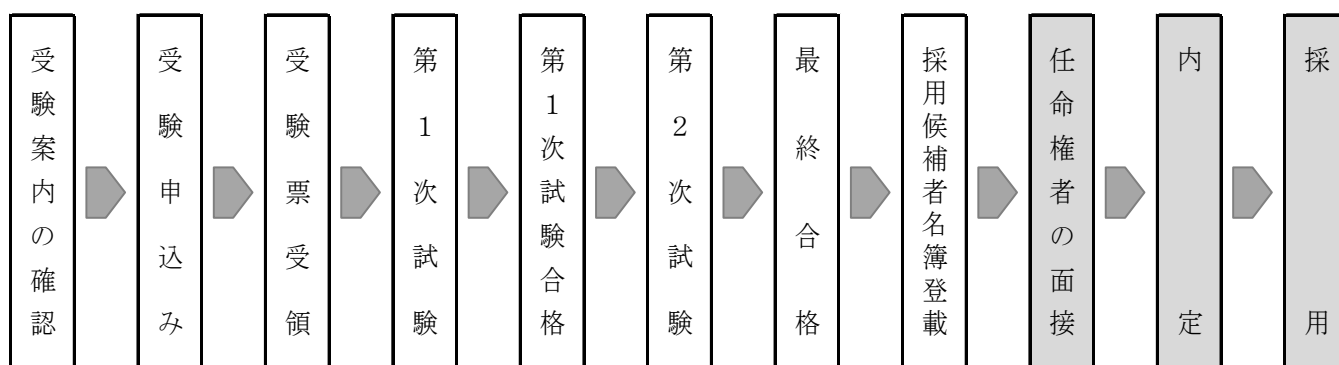 受験案内の確認
受験申込み
受験票受領
第1次試験
第1次試験合格
第2次試験
最終合格
採用候補者名簿登載
任命権者の面接
内定
採用